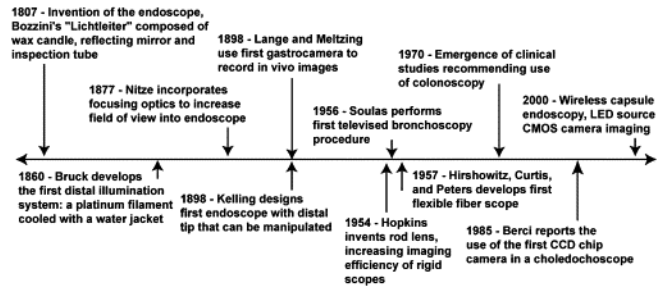 1807 - Invention of the endoscope,
Bozzini's "Lichtleiter" composed of
wax candle, reflecting mirror and
inspection tube
1877 - Nitze incorporates
focusing optics to increase
field of view into endoscope
1898 - Lange and Meltzing
use first gastrocamera to
record in vivo images
1956 - Soulas performs
first televised bronchoscopy
procedure
1970 - Emergence of clinical
studies recommending use
of colonoscopy
2000 - Wireless capsule
endoscopy, LED source
CMOS camera imaging
1860 - Bruck develops
the first distal illumination
system: a platinum filament
cooled with a water jacket
1898 - Kelling designs
first endoscope with distal
tip that can be manipulated
1954 - Hopkins
invents rod lens,
increasing imaging
efficiency of rigid
scopes
1957 - Hirshowitz, Curtis,
and Peters develops first
flexible fiber scope
1985 - Berci reports the
use of the first CCD chip
camera in a choledochoscope